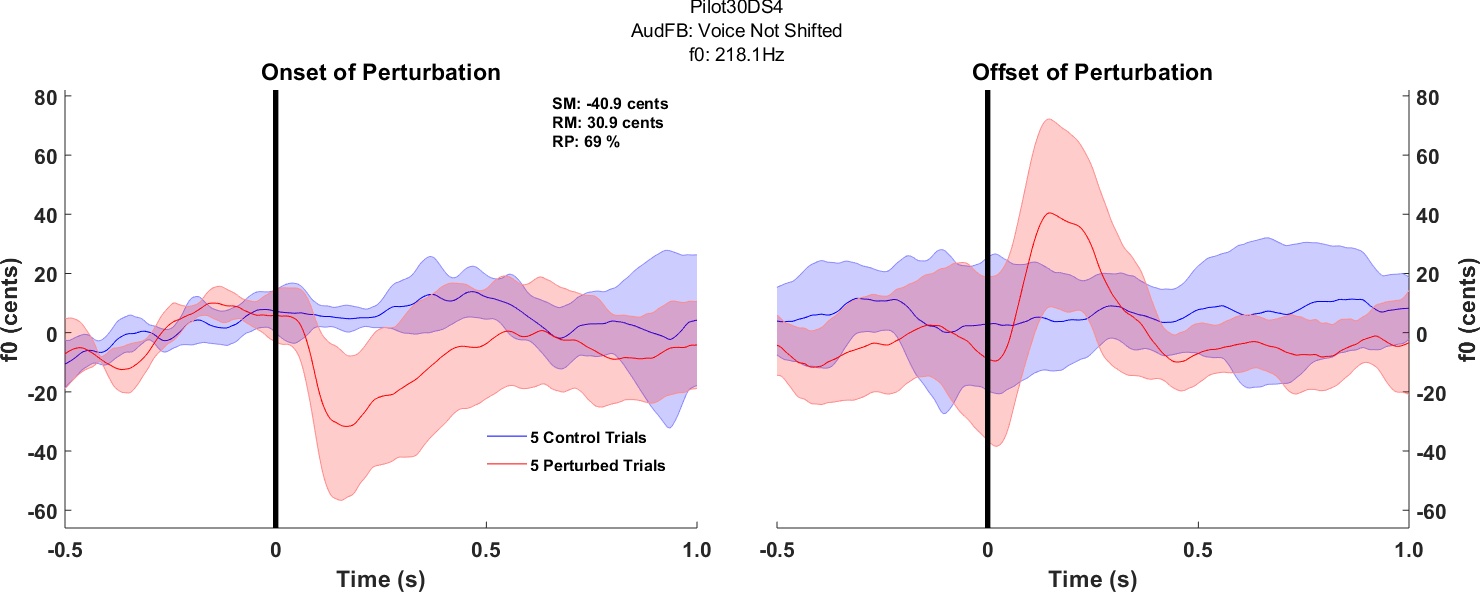 Pilot30DS4
AudFB: Voice Not Shifted
f0: 218.1Hz
Onset of Perturbation
Offset of Perturbation
SM: -40.9 cents
RM: 30.9 cents
RP: 69 %
80
60
40
20
0
-20
-40
-60
f0 (cents)
5 Control Trials
5 Perturbed Trials
-0.5
0
0.5
1.0
Time (s)
80
60
40
20
0
-20
-40
-60
f0 (cents)
-0.5
0
0.5
1.0
Time (s)